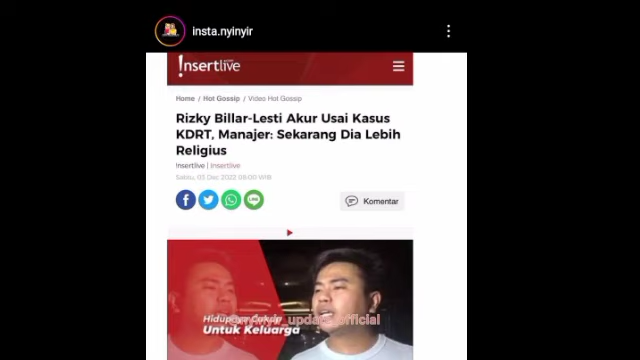 insta.nyinyir
Insertlive
Home / Hot Gossip / Video Hot Gossip
Rizky Billar-Lesti Akur Usai Kasus
KDRT, Manajer: Sekarang Dia Lebih
Religius
Insertlive | Insertlive
Sabtu, 03 Dec 2022 08:00 WIB
Komentar
Untuk Keluarga